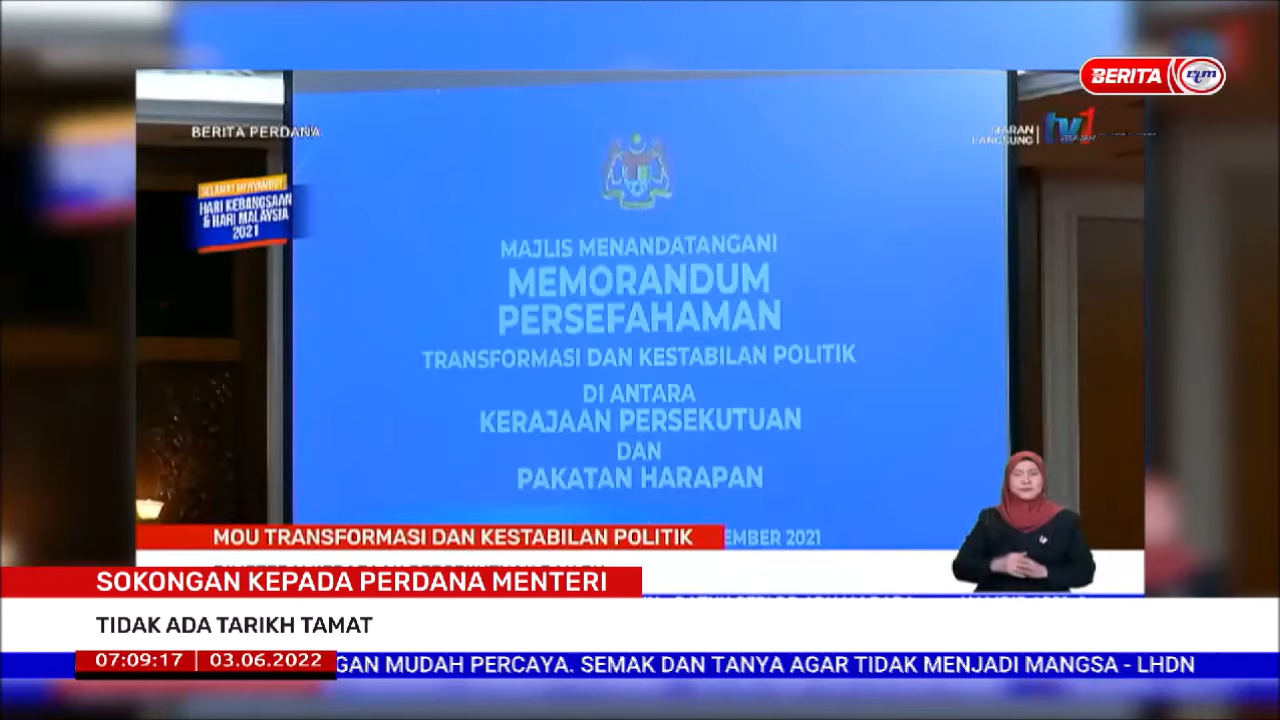 BERITA rtm
BERITA PERDANA
SIARAN LANGSUNG
tv1
SELAMAT MENYAMBUT
HARI KEBANGSAAN
& HARI MALAYSIA
2021
MAJLIS MENANDATANGANI
MEMORANDUM
PERSEFAHAMAN
TRANSFORMASI DAN KESTABILAN POLITIK
DI ANTARA
KERAJAAN PERSEKUTUAN
DAN
PAKATAN HARAPAN
EMBER 2021
MOU TRANSFORMASI DAN KESTABILAN POLITIK
SOKONGAN KEPADA PERDANA MENTERI
TIDAK ADA TARIKH TAMAT
07:09:17 | 03.06.2022
GAN MUDAH PERCAYA. SEMAK DAN TANYA AGAR TIDAK MENJADI MANGSA - LHDN